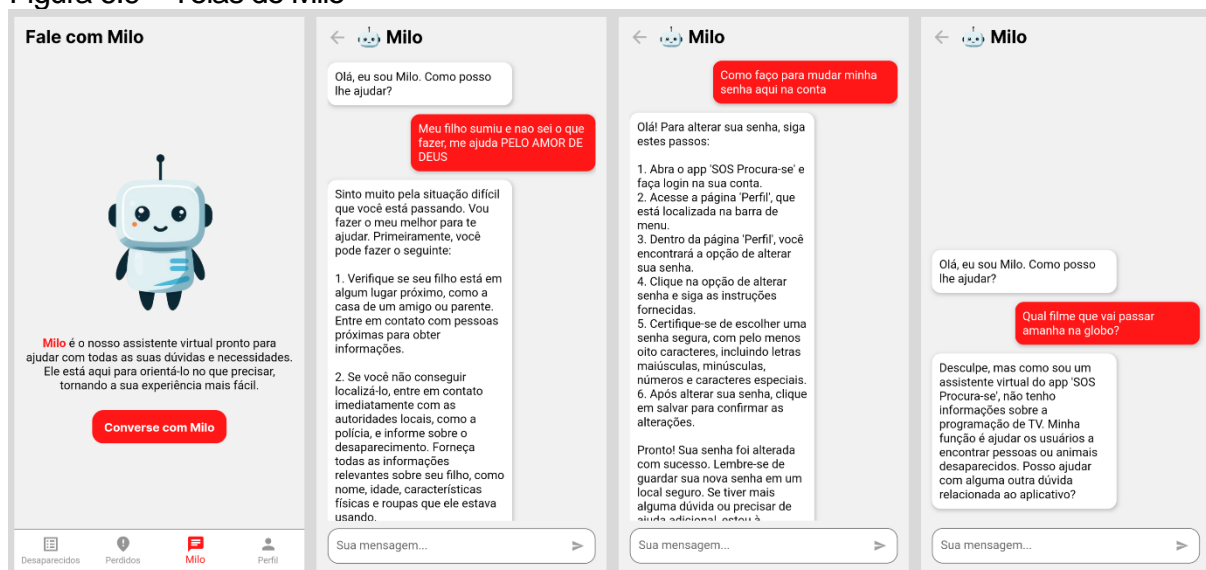 Fale com Milo
Milo é o nosso assistente virtual pronto para
ajudar com todas as suas dúvidas e necessidades.
Ele está aqui para orientá-lo no que precisar,
tornando a sua experiência mais fácil.
Converse com Milo
Desaparecidos
Perdidos
Milo
Perfil
Milo
Olá, eu sou Milo. Como posso
lhe ajudar?
Meu filho sumiu e nao sei o que
fazer, me ajuda PELO AMOR DE
DEUS
Sinto muito pela situação difícil
que você está passando. Vou
fazer o meu melhor para te
ajudar. Primeiramente, você
pode fazer o seguinte:
1. Verifique se seu filho está em
algum lugar próximo, como a
casa de um amigo ou parente.
Entre em contato com pessoas
próximas para obter
informações.
2. Se você não conseguir
localizá-lo, entre em contato
imediatamente com as
autoridades locais, como a
polícia, e informe sobre o
desaparecimento. Forneça
todas as informações
relevantes sobre seu filho, como
nome, idade, características
físicas e roupas que ele estava
usando.
Sua mensagem...
Milo
Como faço para mudar minha
senha aqui na conta
Olá! Para alterar sua senha, siga
estes passos:
1. Abra o app 'SOS Procura-se' e
faça login na sua conta.
2. Acesse a página 'Perfil', que
está localizada na barra de
menu.
3. Dentro da página 'Perfil', você
encontrará a opção de alterar
sua senha.
4. Clique na opção de alterar
senha e siga as instruções
fornecidas.
5. Certifique-se de escolher uma
senha segura, com pelo menos
oito caracteres, incluindo letras
maiúsculas, minúsculas,
números e caracteres especiais.
6. Após alterar sua senha, clique
em salvar para confirmar as
alterações.
Pronto! Sua senha foi alterada
com sucesso. Lembre-se de
guardar sua nova senha em um
local seguro. Se tiver mais
alguma dúvida ou precisar de
ajuda adicional, estou à
Sua mensagem...
Milo
Olá, eu sou Milo. Como posso
lhe ajudar?
Qual filme que vai passar
amanha na globo?
Desculpe, mas como sou um
assistente virtual do app 'SOS
Procura-se', não tenho
informações sobre a
programação de TV. Minha
função é ajudar os usuários a
encontrar pessoas ou animais
desaparecidos. Posso ajudar
com alguma outra dúvida
relacionada ao aplicativo?
Sua mensagem...